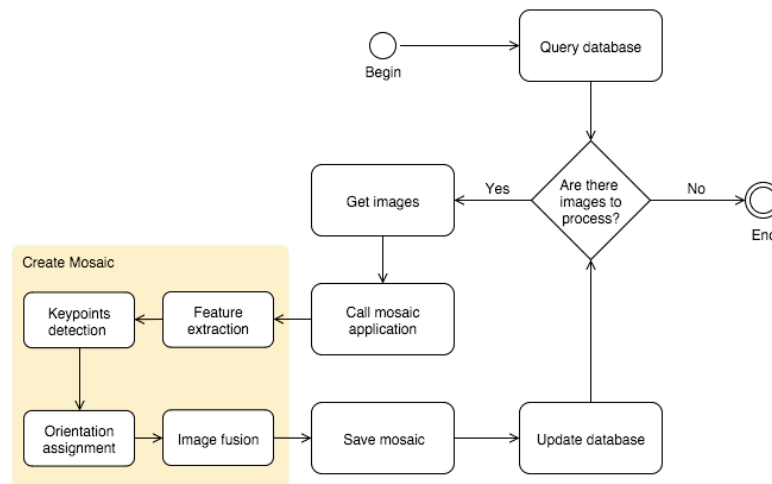 Query database
Begin
Are there
images to
process?
Yes
No
End
Get images
Create Mosaic
Call mosaic
application
Feature
extraction
Keypoints
detection
Orientation
assignment
Image fusion
Save mosaic
Update database